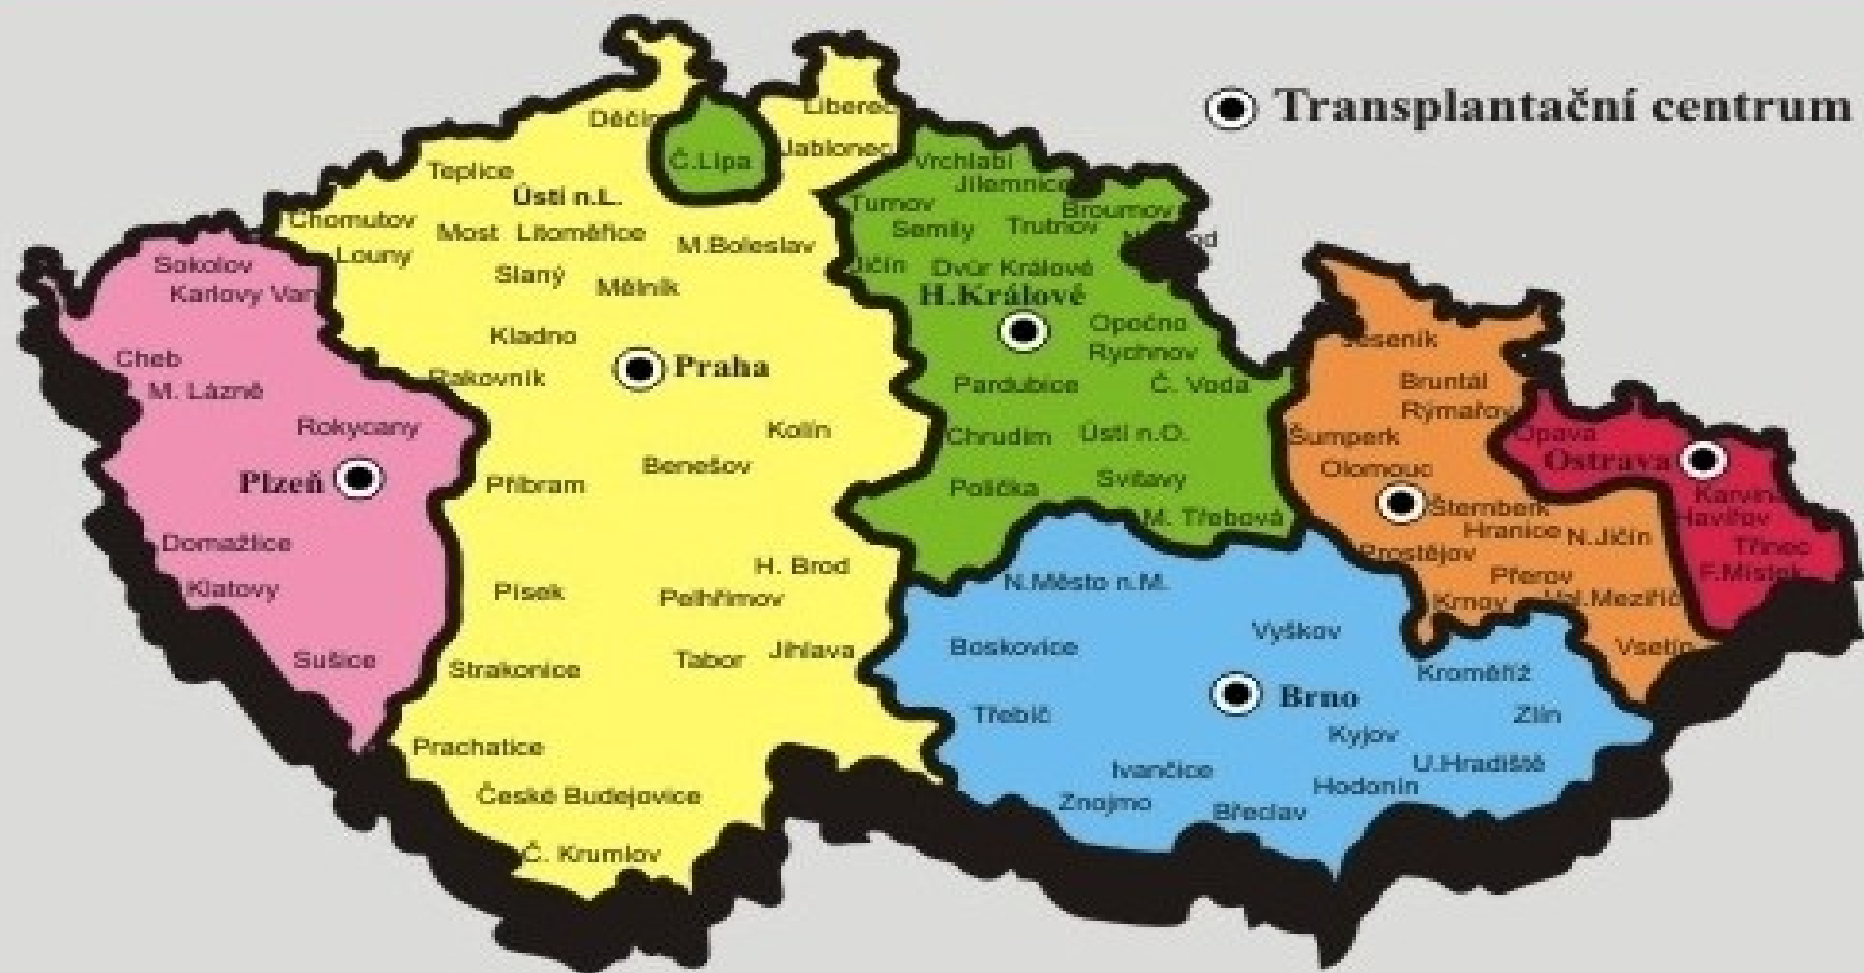 Transplantační centrum
Liberec
Děčín
Jablonec
Č.Lípa
Vrchlabí
Teplice
Jilemnice
Ústí n.L.
Turnov
Broumov
Chomutov
Semily
Trutnov
Most
Litoměřice
M.Boleslav
Louny
Sokolov
Jičín
Dvůr Králové
Slaný
Mělník
Karlovy Vary
H.Králové
Opočno
Kladno
Jeseník
Rychnov
Cheb
Praha
Rakovník
Pardubice
Č. Voda
Bruntál
M. Lázně
Rýmařov
Rokycany
Kolín
Chrudim
Ústí n.O.
Šumperk
Opava
Ostrava
Benešov
Olomouc
Plzeň
Příbram
Polička
Svitavy
Karviná
Šternberk
M. Třebová
Havířov
Hranice
N.Jičín
Domažlice
Prostějov
Třinec
H. Brod
F.Místek
Přerov
N.Město n.M.
Klatovy
Písek
Pelhřimov
Krnov
Val.Meziříčí
Vyškov
Boskovice
Jihlava
Vsetín
Sušice
Strakonice
Tabor
Kroměříž
Brno
Třebíč
Zlín
Kyjov
Prachatice
U.Hradiště
Ivančice
Hodonín
České Budejovice
Znojmo
Břeclav
Č. Krumlov